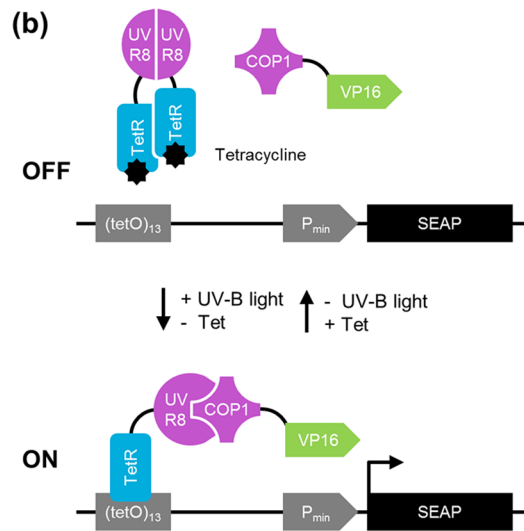 (b)
UV UV
R8 R8
COP1
VP16
TetR
TetR
Tetracycline
OFF
(tetO)13
Pmin
SEAP
+ UV-B light
- Tet
- UV-B light
+ Tet
UV
R8
COP1
VP16
ON
TetR
(tetO)13
Pmin
SEAP